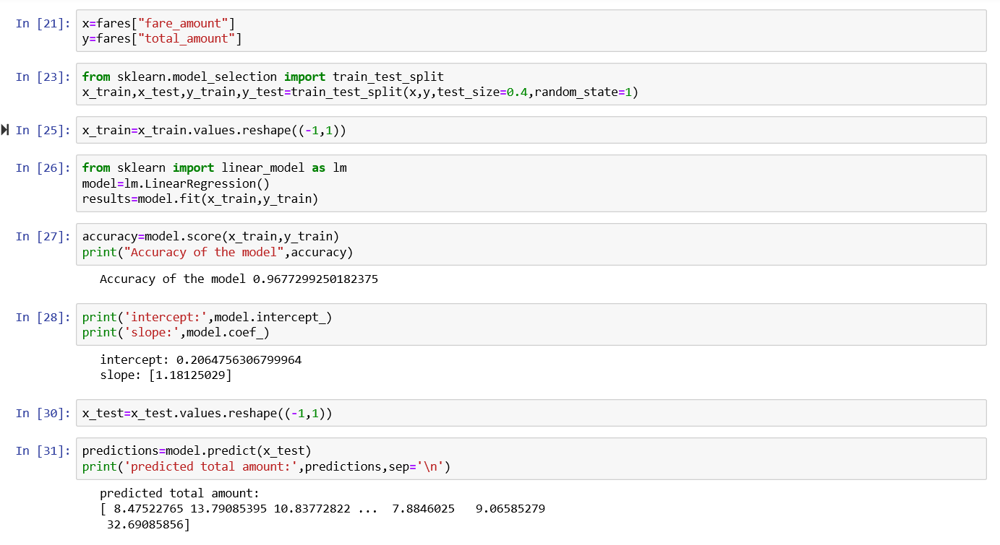 In [21]: x=fares["fare_amount"]
y=fares["total_amount"]
In [23]: from sklearn.model_selection import train_test_split
x_train,x_test,y_train,y_test=train_test_split(x,y,test_size=0.4,random_state=1)
In [25]: x_train=x_train.values.reshape((-1,1))
In [26]: from sklearn import linear_model as lm
model=lm.LinearRegression()
results=model.fit(x_train,y_train)
In [27]: accuracy=model.score(x_train,y_train)
print("Accuracy of the model",accuracy)
Accuracy of the model 0.9677299250182375
In [28]: print('intercept:',model.intercept_)
print('slope:',model.coef_)
intercept: 0.2064756306799964
slope: [1.18125029]
In [30]: x_test=x_test.values.reshape((-1,1))
In [31]: predictions=model.predict(x_test)
print('predicted total amount:',predictions,sep='\n')
predicted total amount:
[ 8.47522765 13.79085395 10.83772822 ...  7.8846025   9.06585279
32.69085856]